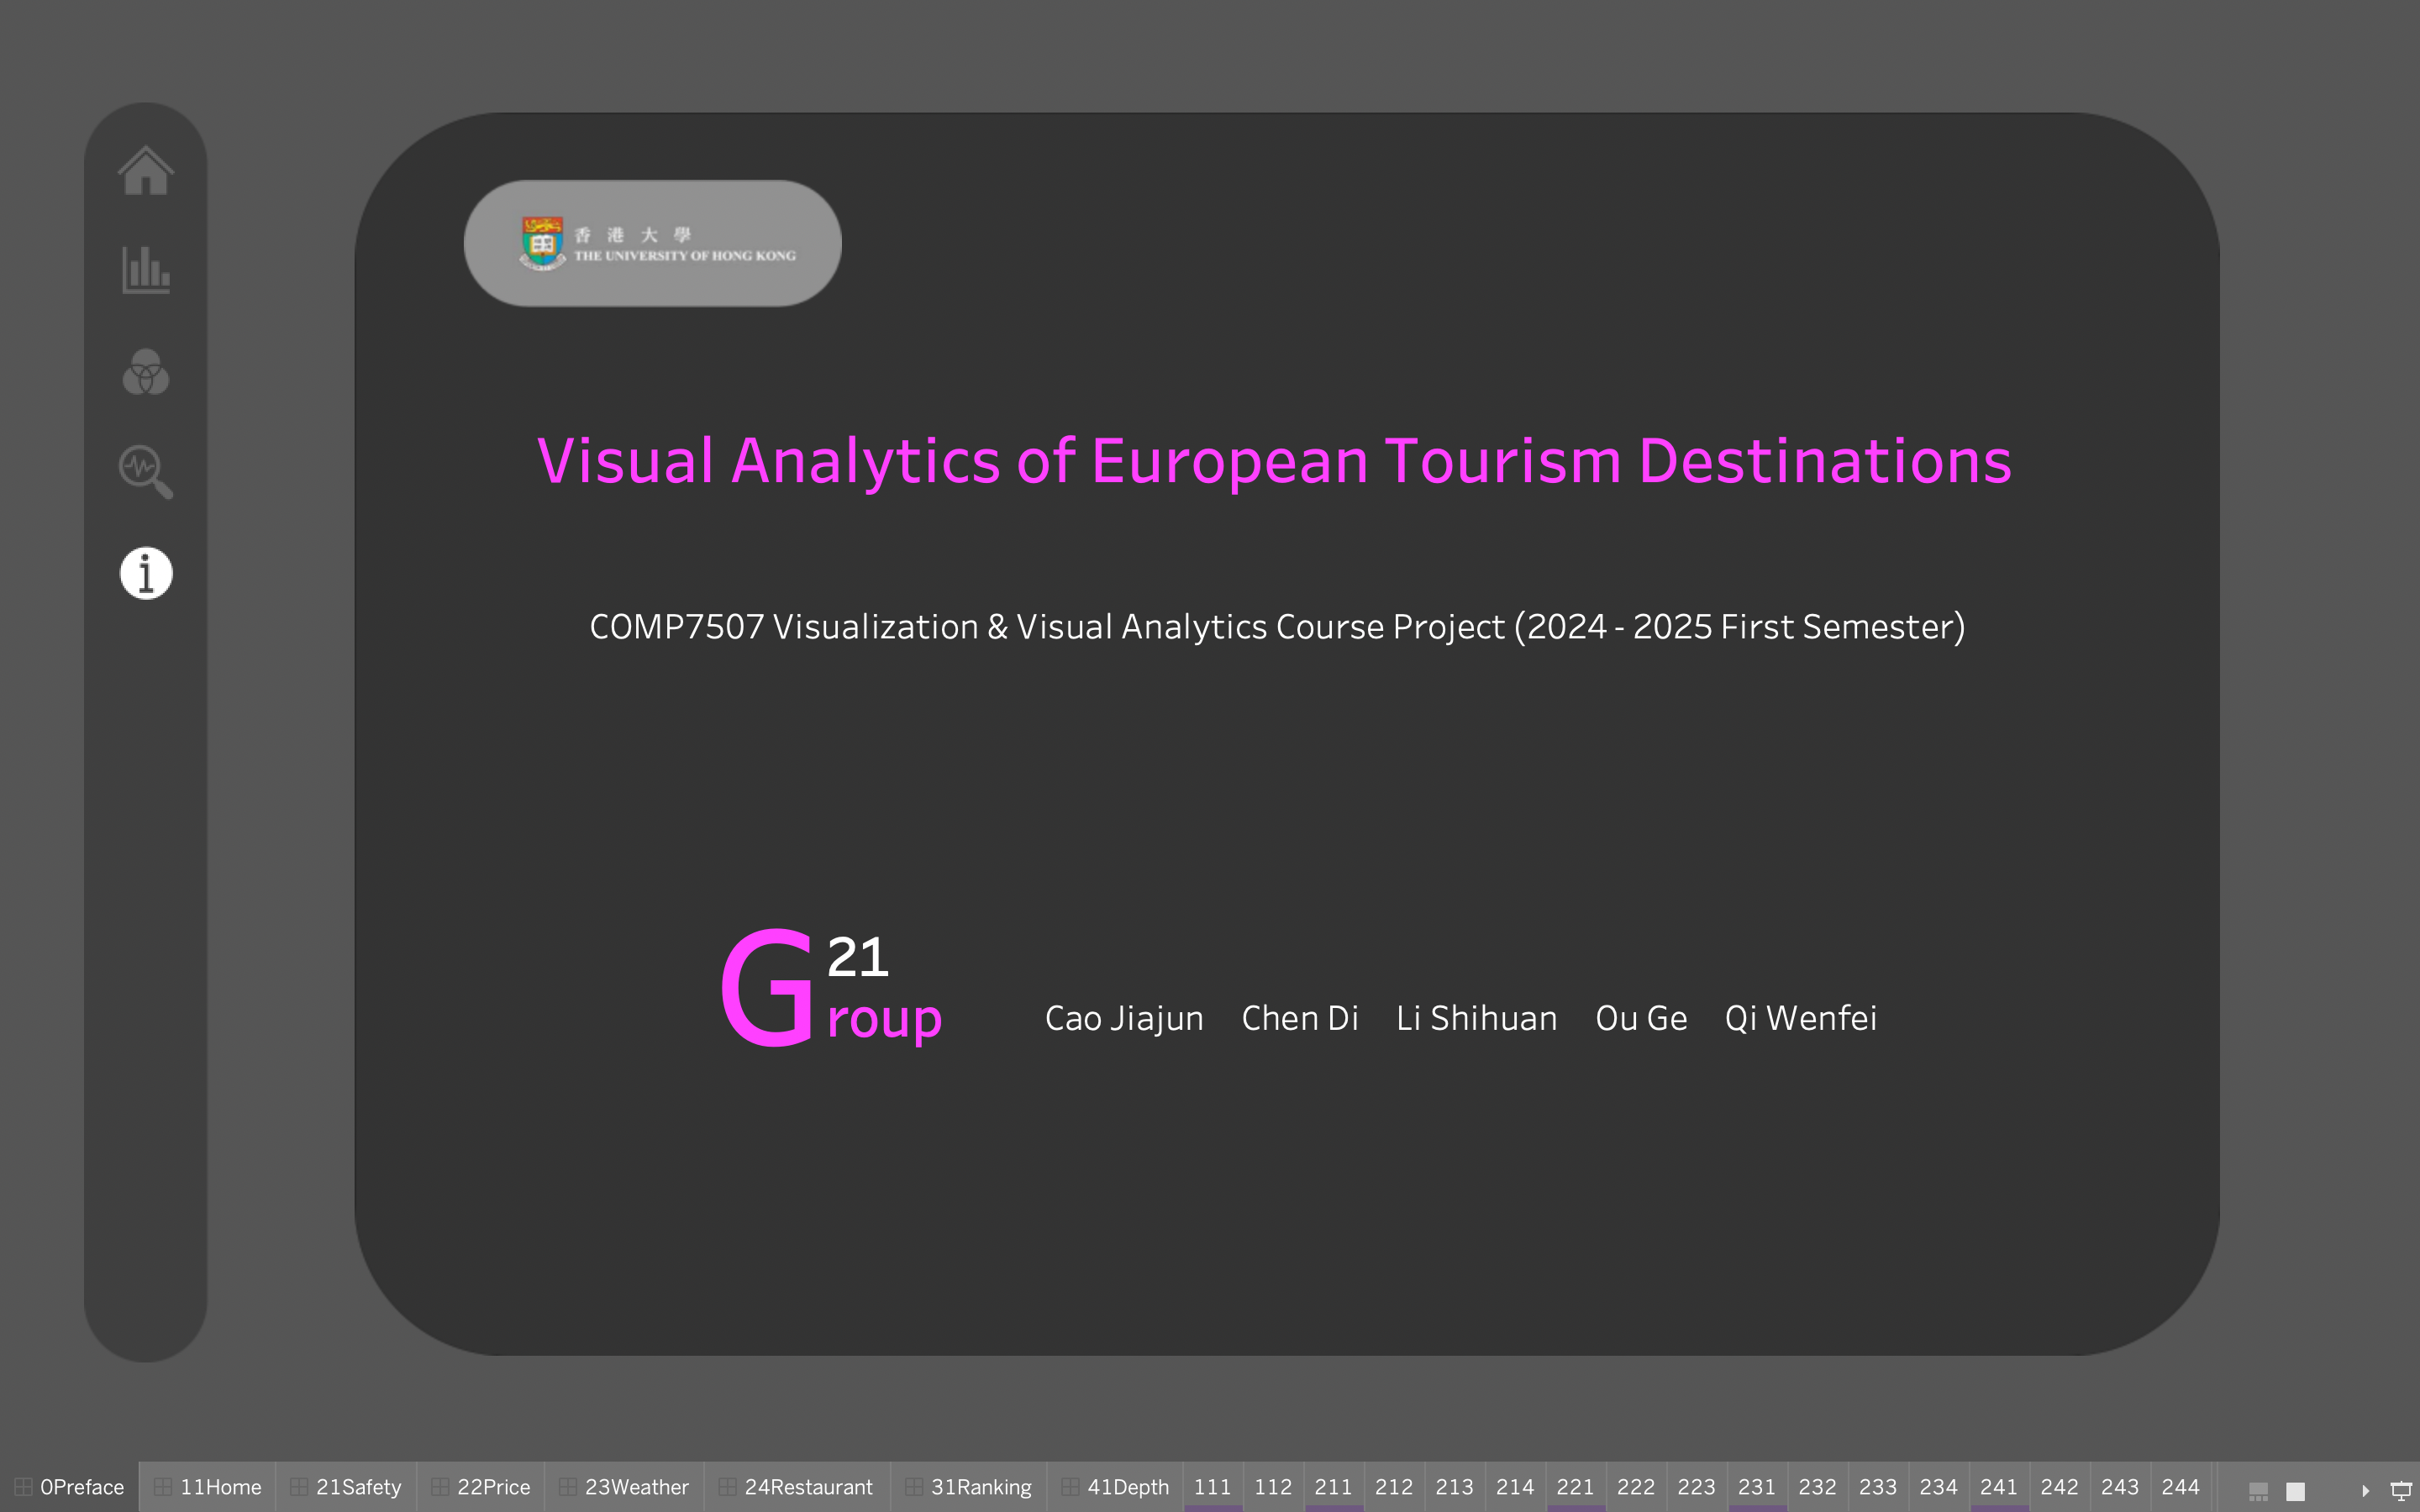 香港大學
THE UNIVERSITY OF HONG KONG
Visual Analytics of European Tourism Destinations
COMP7507 Visualization & Visual Analytics Course Project (2024 - 2025 First Semester)
G 21
roup
Cao Jiajun Chen Di Li Shihuan Ou Ge Qi Wenfei
0Preface 11Home 21Safety 22Price 23Weather 24Restaurant 31Ranking 41Depth 111 112 211 212 213 214 221 222 223 231 232 233 234 241 242 243 244